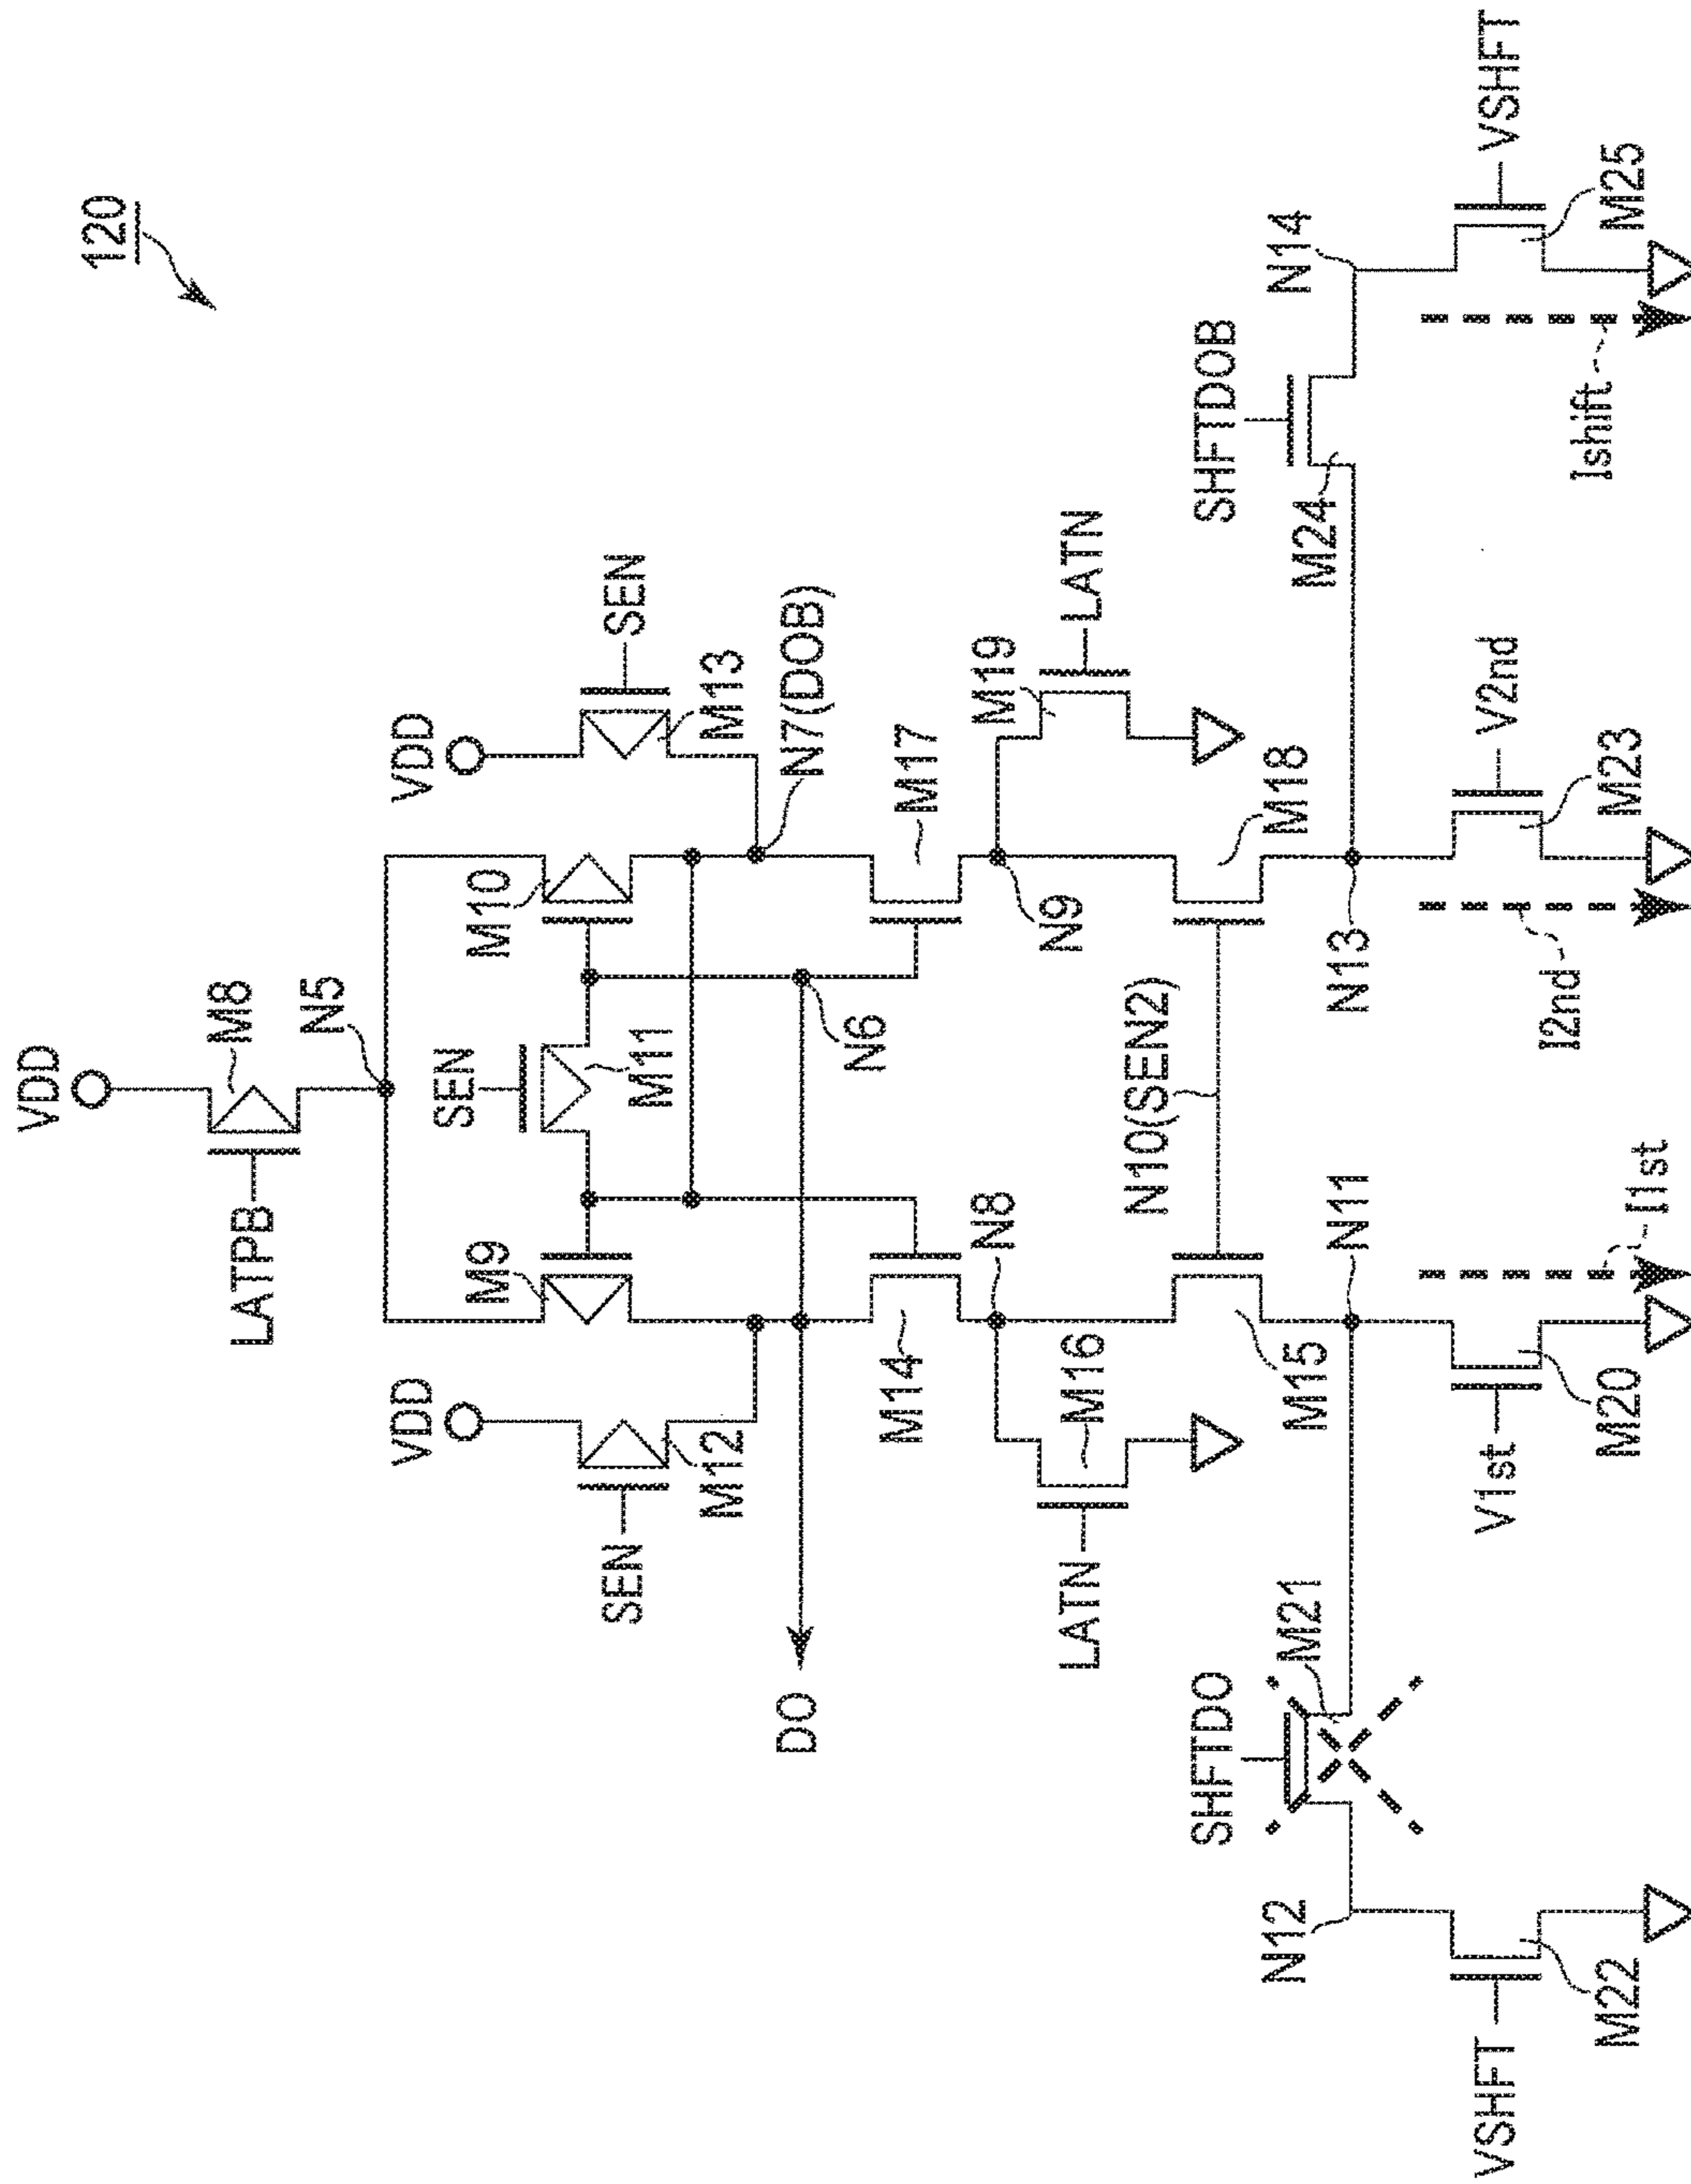 120
VDD
M8
LATPB
N5
VDD
SEN
M12
M9
SEN
M11
M10
VDD
SEN
M13
N7(DOB)
DO
N6
M14
M17
N8
N9
LATN
M16
M19
LATN
M15
N10(SEN2)
M18
SHFTDO
M21
N12
N11
N13
SHFTDOB
M24
N14
VSHFT
M22
V1st
M20
I1st
I2nd
V2nd
M23
Ishift
VSHFT
M25